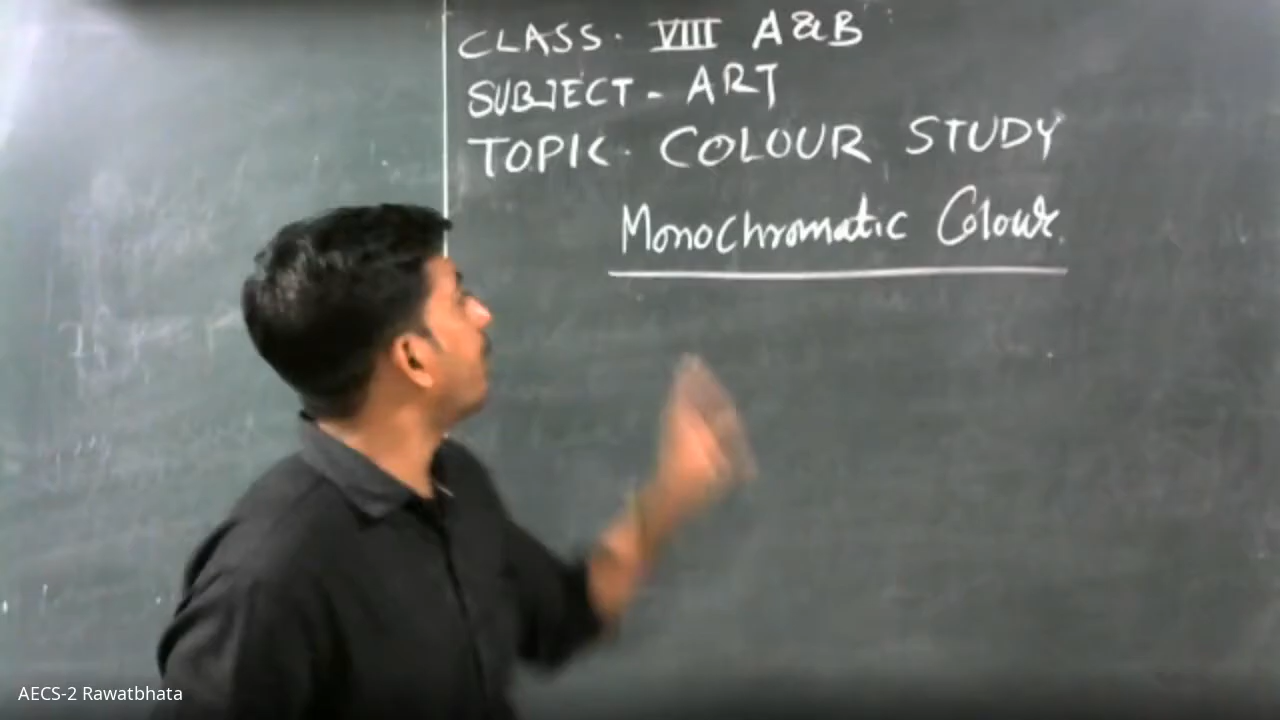 CLASS. VIII A&B
SUBJECT - ART
TOPIC. COLOUR STUDY
Monochromatic Colour.
AECS-2 Rawatbhata